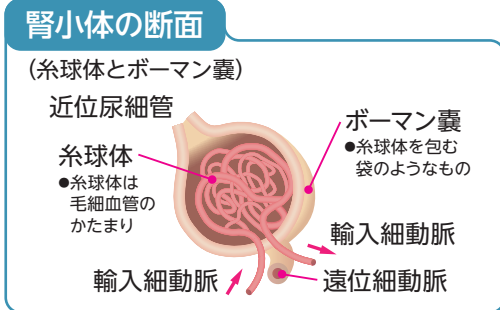 腎小体の断面
(糸球体とボーマン嚢)
近位尿細管
糸球体
●糸球体は
毛細血管の
かたまり
ボーマン嚢
●糸球体を包む
袋のようなもの
輸入細動脈
輸入細動脈
遠位細動脈